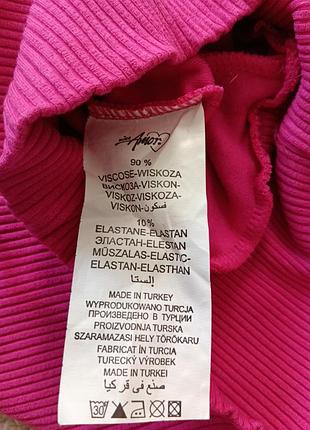 Amor
90 %
VISCOSE-WISKOZA
ВИСКОЗА-VISKON-
VISKOZ-VISKOZA-
VISKON-فسكون
10%
ELASTANE-ELASTAN
ЭЛАСТАН-ELESTAN
MŰSZALAS-ELASTIC-
ELASTAN-ELASTHAN
إلستا
MADE IN TURKEY
WYPRODUKOWANO TURCJA
ПРОИЗВЕДЕНО В ТУРЦИИ
PROIZVODNJA TURSKA
SZARAMAZASI HELY TÖRÖKARU
FABRICAT IN TURCIA
TURECKÝ VÝROBEK
MADE IN TURKEI
صنع في تركيا
30